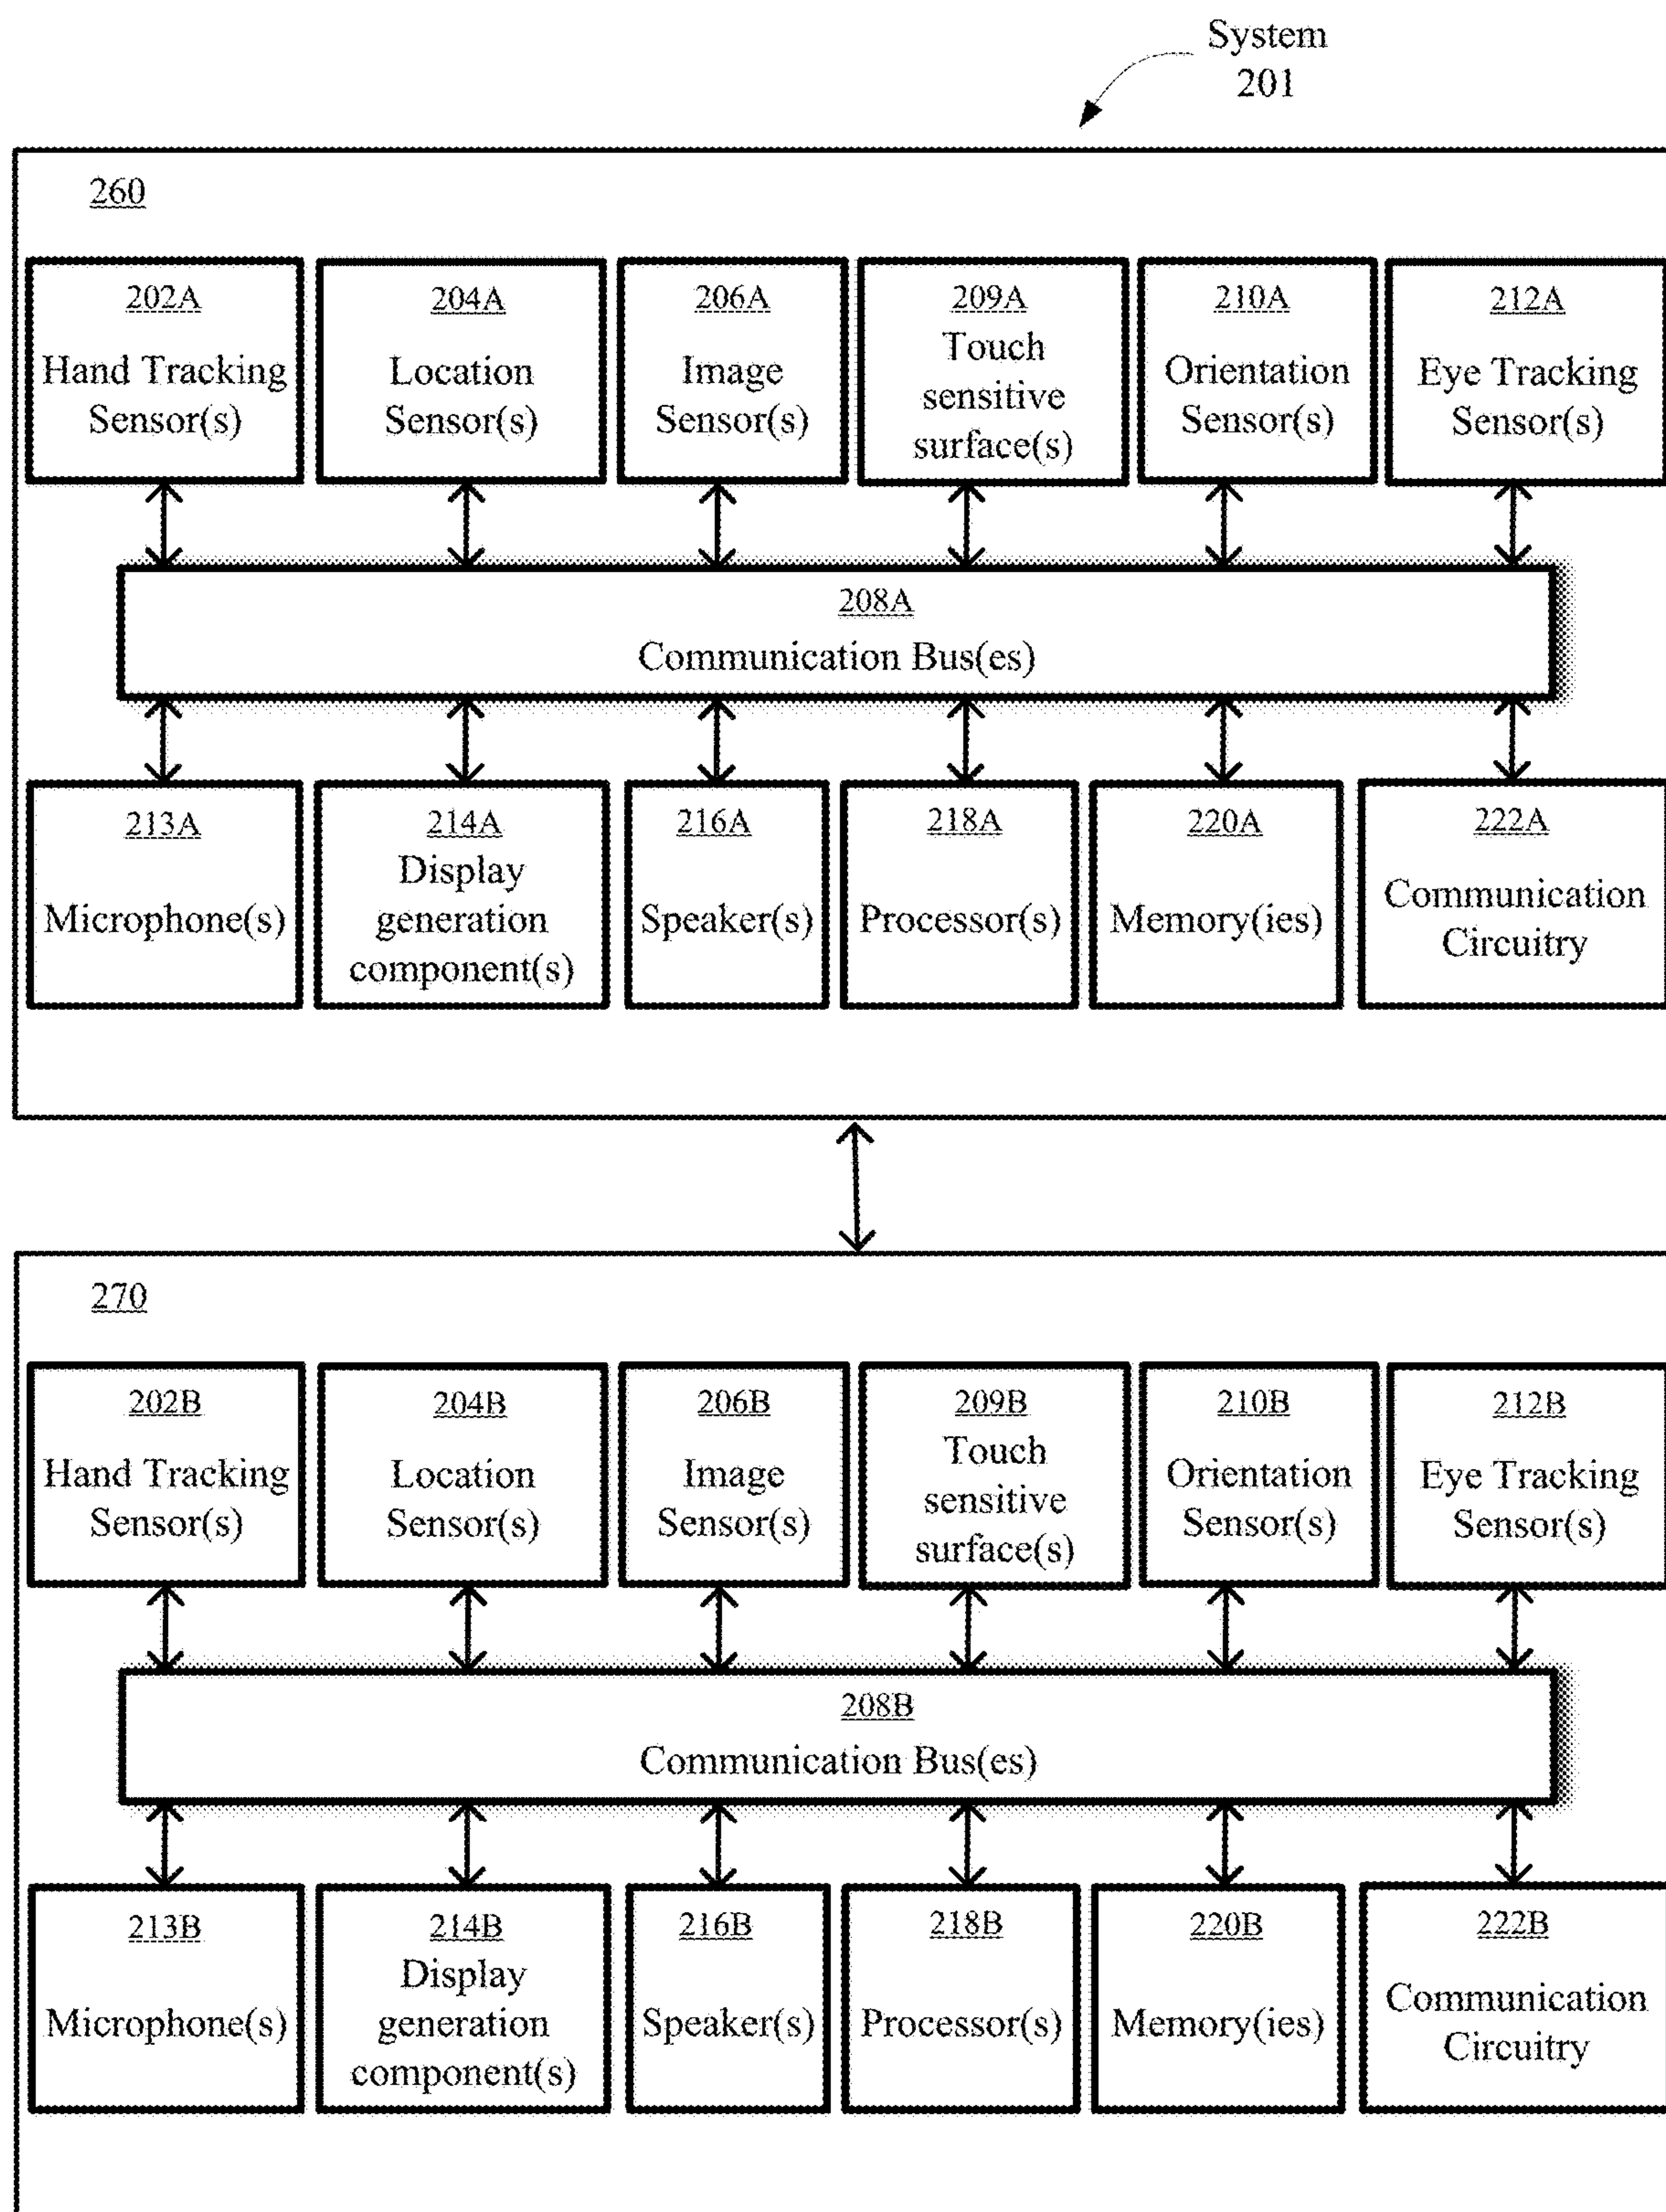 System
201
260
202A
Hand Tracking
Sensor(s)
204A
Location
Sensor(s)
206A
Image
Sensor(s)
209A
Touch
sensitive
surface(s)
210A
Orientation
Sensor(s)
212A
Eye Tracking
Sensor(s)
208A
Communication Bus(es)
213A
Microphone(s)
214A
Display
generation
component(s)
216A
Speaker(s)
218A
Processor(s)
220A
Memory(ies)
222A
Communication
Circuitry
270
202B
Hand Tracking
Sensor(s)
204B
Location
Sensor(s)
206B
Image
Sensor(s)
209B
Touch
sensitive
surface(s)
210B
Orientation
Sensor(s)
212B
Eye Tracking
Sensor(s)
208B
Communication Bus(es)
213B
Microphone(s)
214B
Display
generation
component(s)
216B
Speaker(s)
218B
Processor(s)
220B
Memory(ies)
222B
Communication
Circuitry